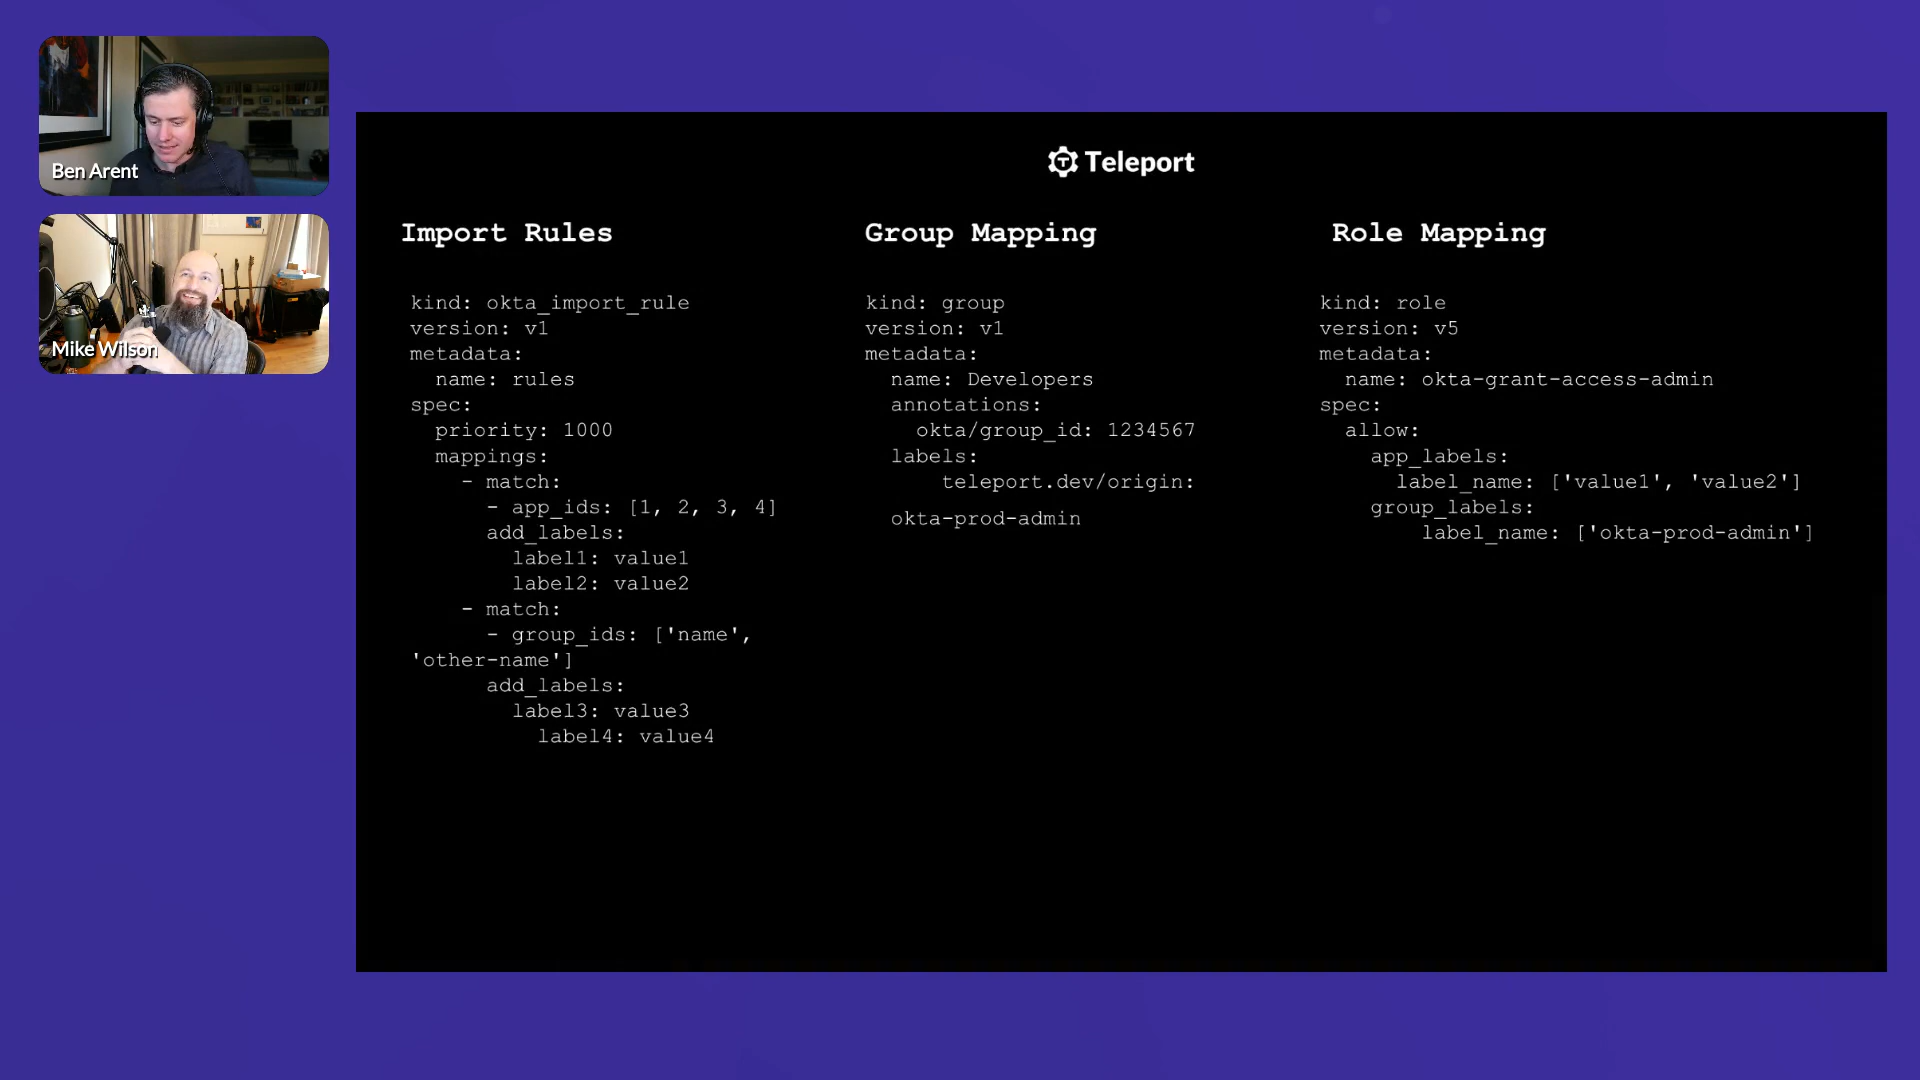 Ben Arent
Mike Wilson
Teleport
Import Rules
kind: okta_import_rule
version: v1
metadata:
  name: rules
spec:
  priority: 1000
  mappings:
    - match:
      - app_ids: [1, 2, 3, 4]
      add_labels:
        label1: value1
        label2: value2
    - match:
      - group_ids: ['name',
'other-name']
      add_labels:
        label3: value3
          label4: value4
Group Mapping
kind: group
version: v1
metadata:
  name: Developers
  annotations:
    okta/group_id: 1234567
  labels:
      teleport.dev/origin:
  okta-prod-admin
Role Mapping
kind: role
version: v5
metadata:
  name: okta-grant-access-admin
spec:
  allow:
    app_labels:
      label_name: ['value1', 'value2']
    group_labels:
        label_name: ['okta-prod-admin']